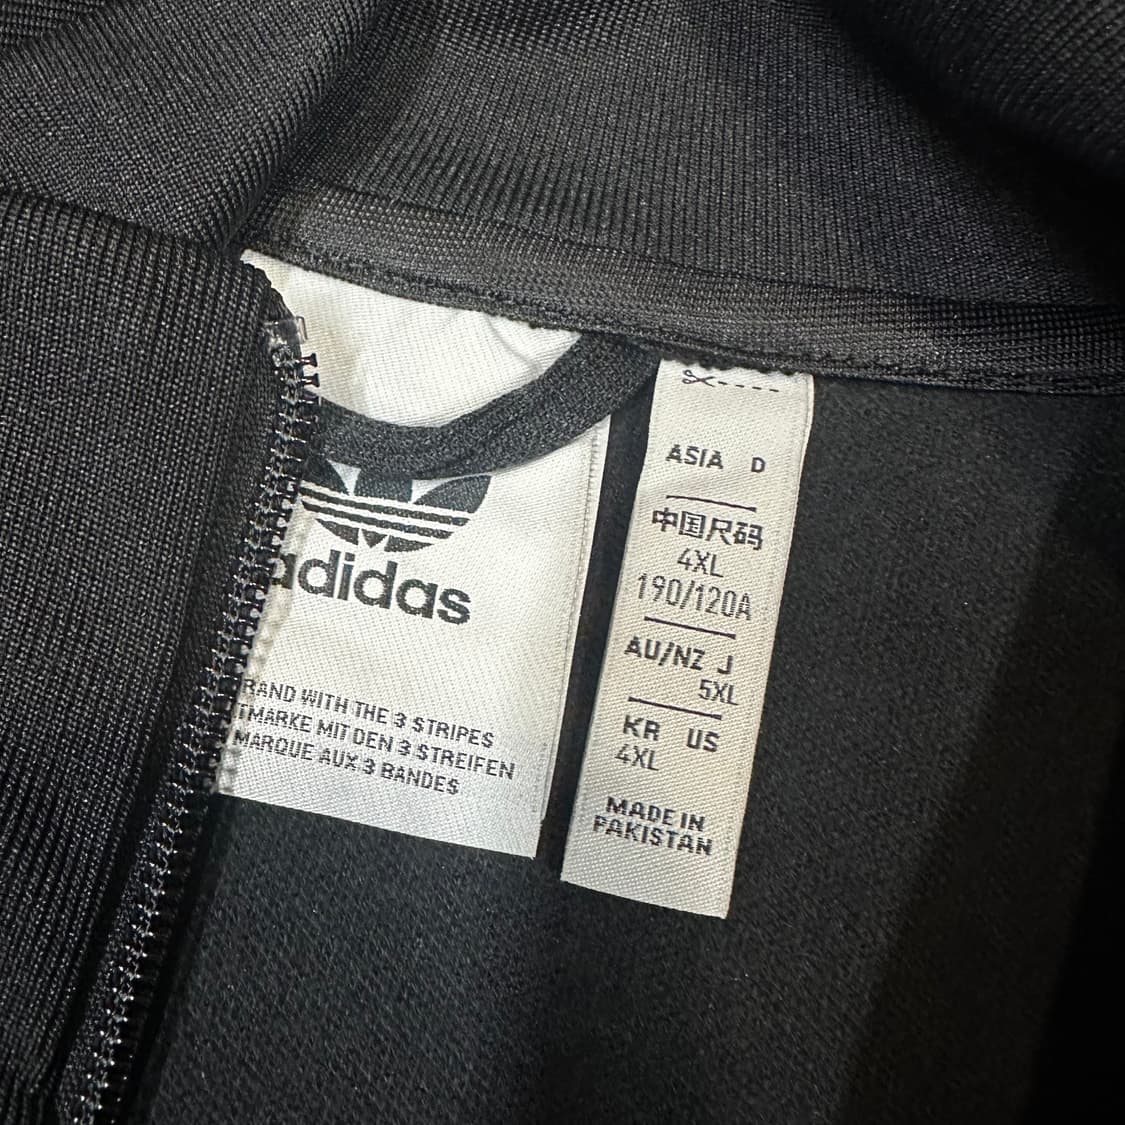 adidas
RAND WITH THE 3 STRIPES
TMARKE MIT DEN 3 STREIFEN
MARQUE AUX 3 BANDES
ASIA D
中国尺码
4XL
190/120A
AU/NZ J
5XL
KR US
4XL
MADE IN
PAKISTAN